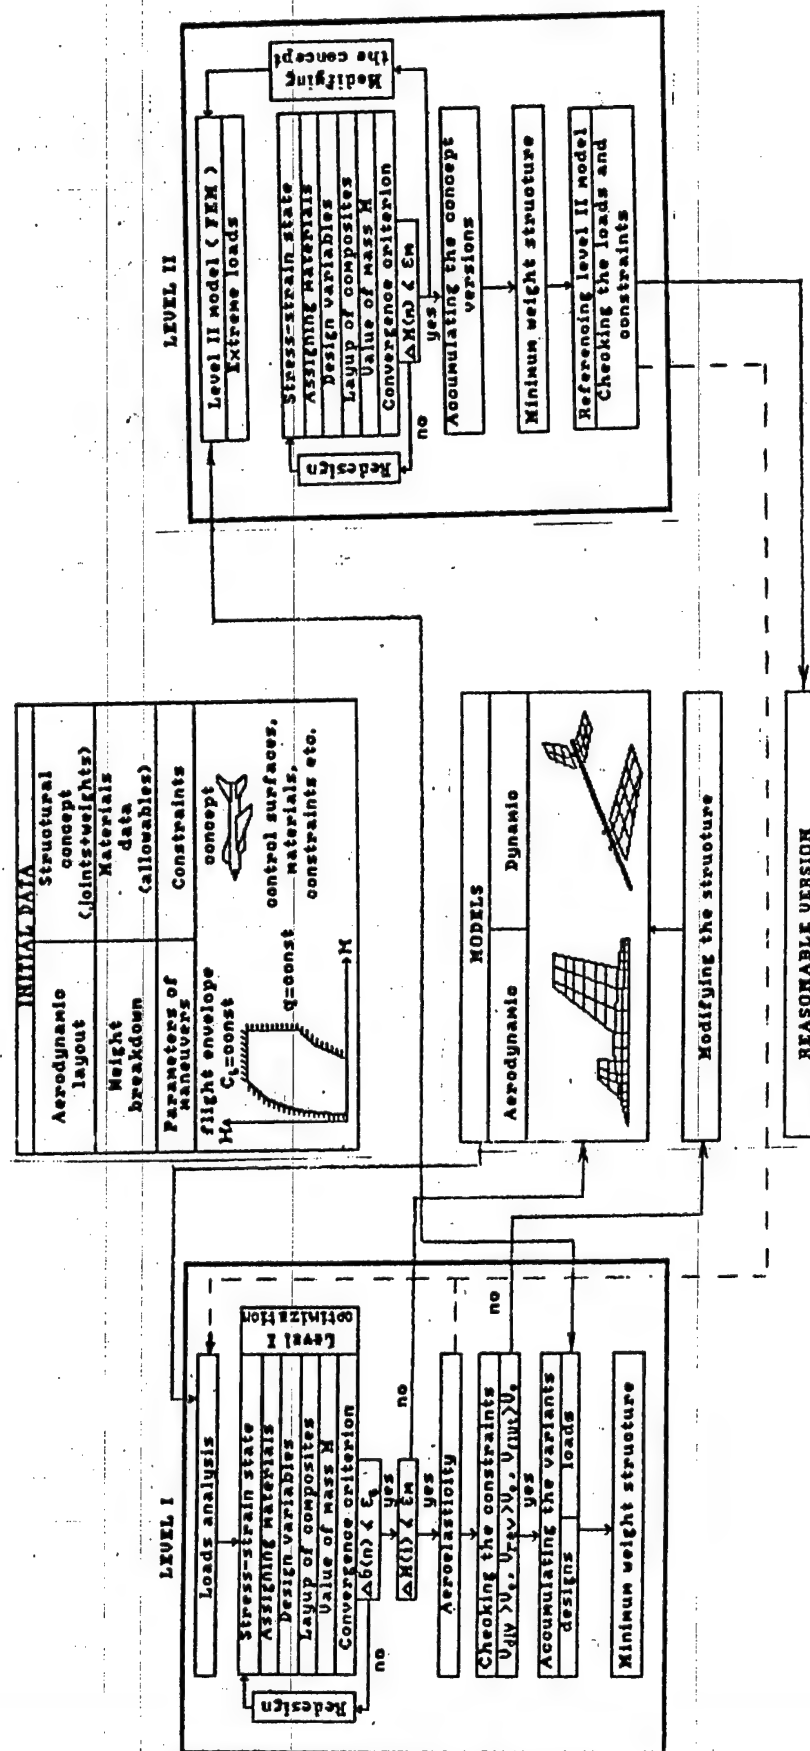 LEVEL I
Loads analysis
Stress-strain state
Assigning materials
Design variables
Layup of composites
Value of mass M
Convergence criterion
Level I
optimization
Redesign
no
yes
no
yes
Aeroelasticity
Checking the constraints
no
yes
Accumulating the variants
designs
loads
Minimum weight structure
INITIAL DATA
Aerodynamic
layout
Structural
concept
(joints+weights)
Weight
breakdown
Materials
data
(allowables)
Parameters of
maneuvers
Constraints
flight envelope
concept
q=const
M
control surfaces,
materials,
constraints etc.
MODELS
Aerodynamic
Dynamic
Modifying the structure
REASONABLE VERSION
LEVEL II
Level II model ( FEM )
Extreme loads
Modifying
the concept
Stress-strain state
Assigning materials
Design variables
Layup of composites
Value of mass M
Convergence criterion
Redesign
no
yes
Accumulating the concept
versions
Minimum weight structure
Referencing level II model
Checking the loads and
constraints